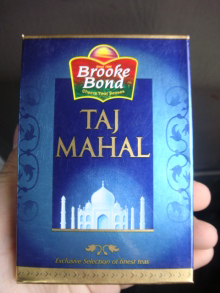 Brooke
Bond
TAJ
MAHAL
Exclusive Selection of finest teas